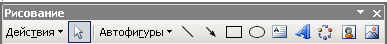 Рисование
Действия Автофигуры